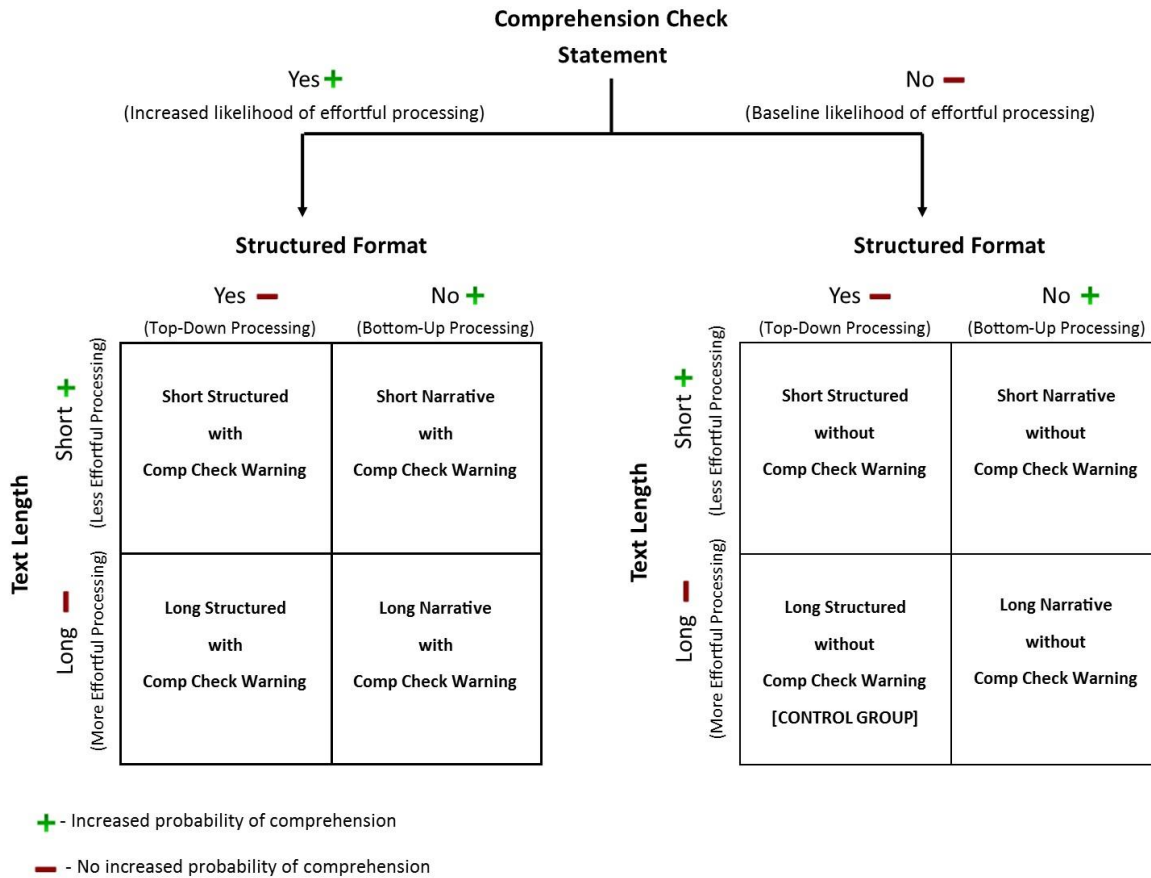 Comprehension Check
Statement
Yes +
(Increased likelihood of effortful processing)
No −
(Baseline likelihood of effortful processing)
Structured Format
Yes −
(Top-Down Processing)
No +
(Bottom-Up Processing)
Text Length
Short +
(Less Effortful Processing)
Long −
(More Effortful Processing)
Short Structured
with
Comp Check Warning
Short Narrative
with
Comp Check Warning
Long Structured
with
Comp Check Warning
Long Narrative
with
Comp Check Warning
Structured Format
Yes −
(Top-Down Processing)
No +
(Bottom-Up Processing)
Text Length
Short +
(Less Effortful Processing)
Long −
(More Effortful Processing)
Short Structured
without
Comp Check Warning
Short Narrative
without
Comp Check Warning
Long Structured
without
Comp Check Warning
[CONTROL GROUP]
Long Narrative
without
Comp Check Warning
+ - Increased probability of comprehension
− - No increased probability of comprehension